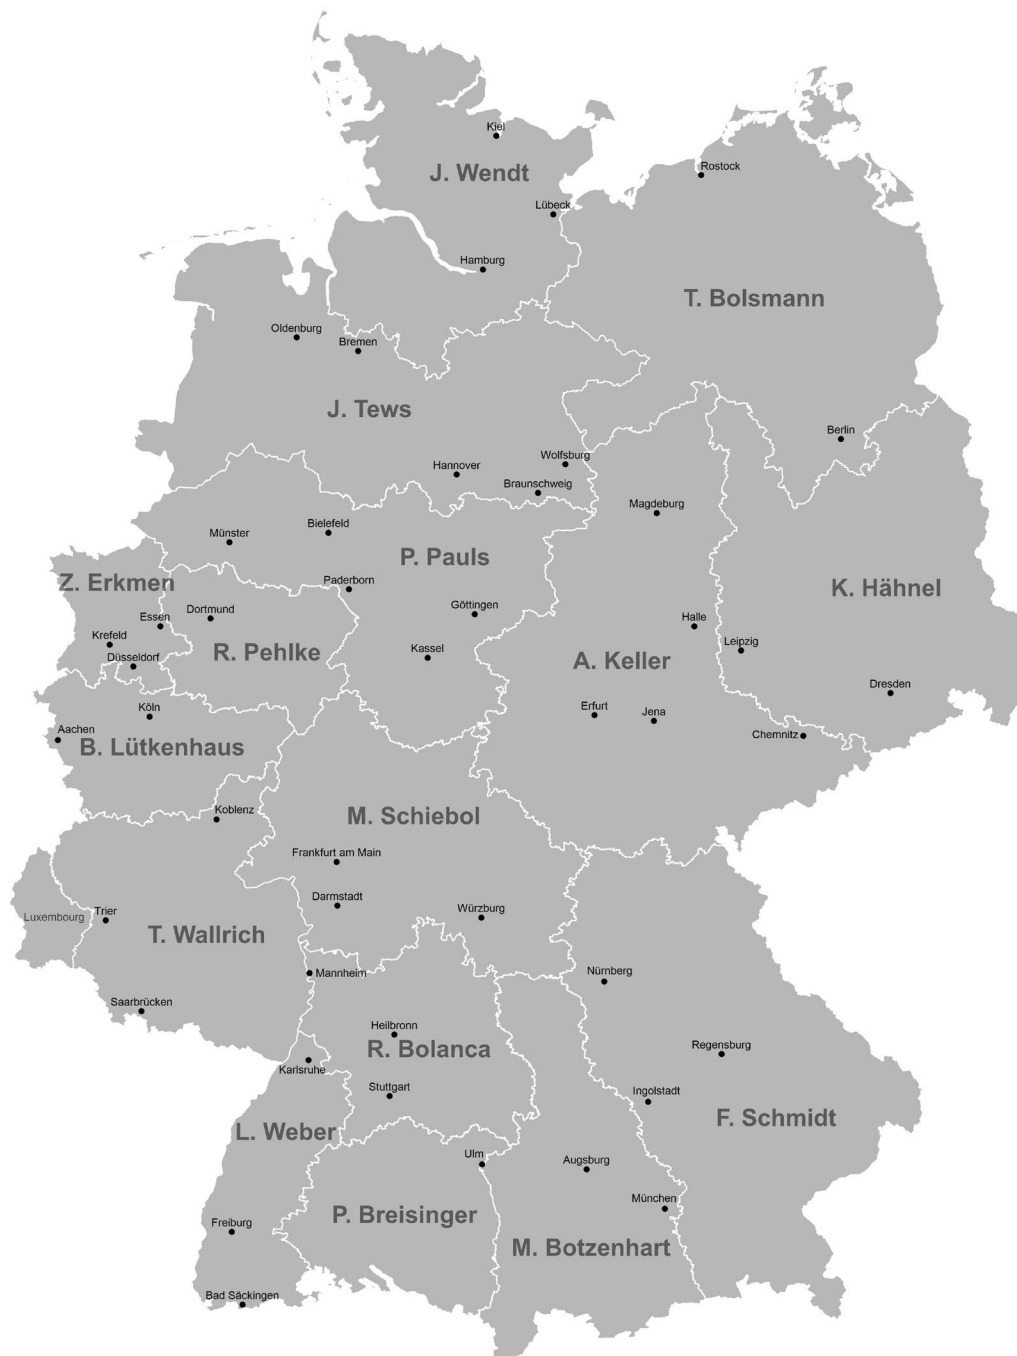 Kiel
J. Wendt
Rostock
Lübeck
Hamburg
T. Bolsmann
Oldenburg
Bremen
J. Tews
Berlin
Hannover
Wolfsburg
Braunschweig
Magdeburg
Münster
Bielefeld
P. Pauls
Z. Erkmen
Paderborn
K. Hähnel
Essen
Dortmund
Göttingen
Halle
Krefeld
R. Pehlke
Kassel
Leipzig
Düsseldorf
A. Keller
Dresden
Köln
Erfurt
Jena
Aachen
B. Lütkenhaus
Chemnitz
Koblenz
M. Schiebol
Frankfurt am Main
Darmstadt
Würzburg
Luxembourg
Trier
T. Wallrich
Mannheim
Nürnberg
Saarbrücken
Heilbronn
R. Bolanca
Regensburg
Karlsruhe
Stuttgart
Ingolstadt
L. Weber
F. Schmidt
Ulm
Augsburg
München
Freiburg
P. Breisinger
M. Botzenhart
Bad Säckingen